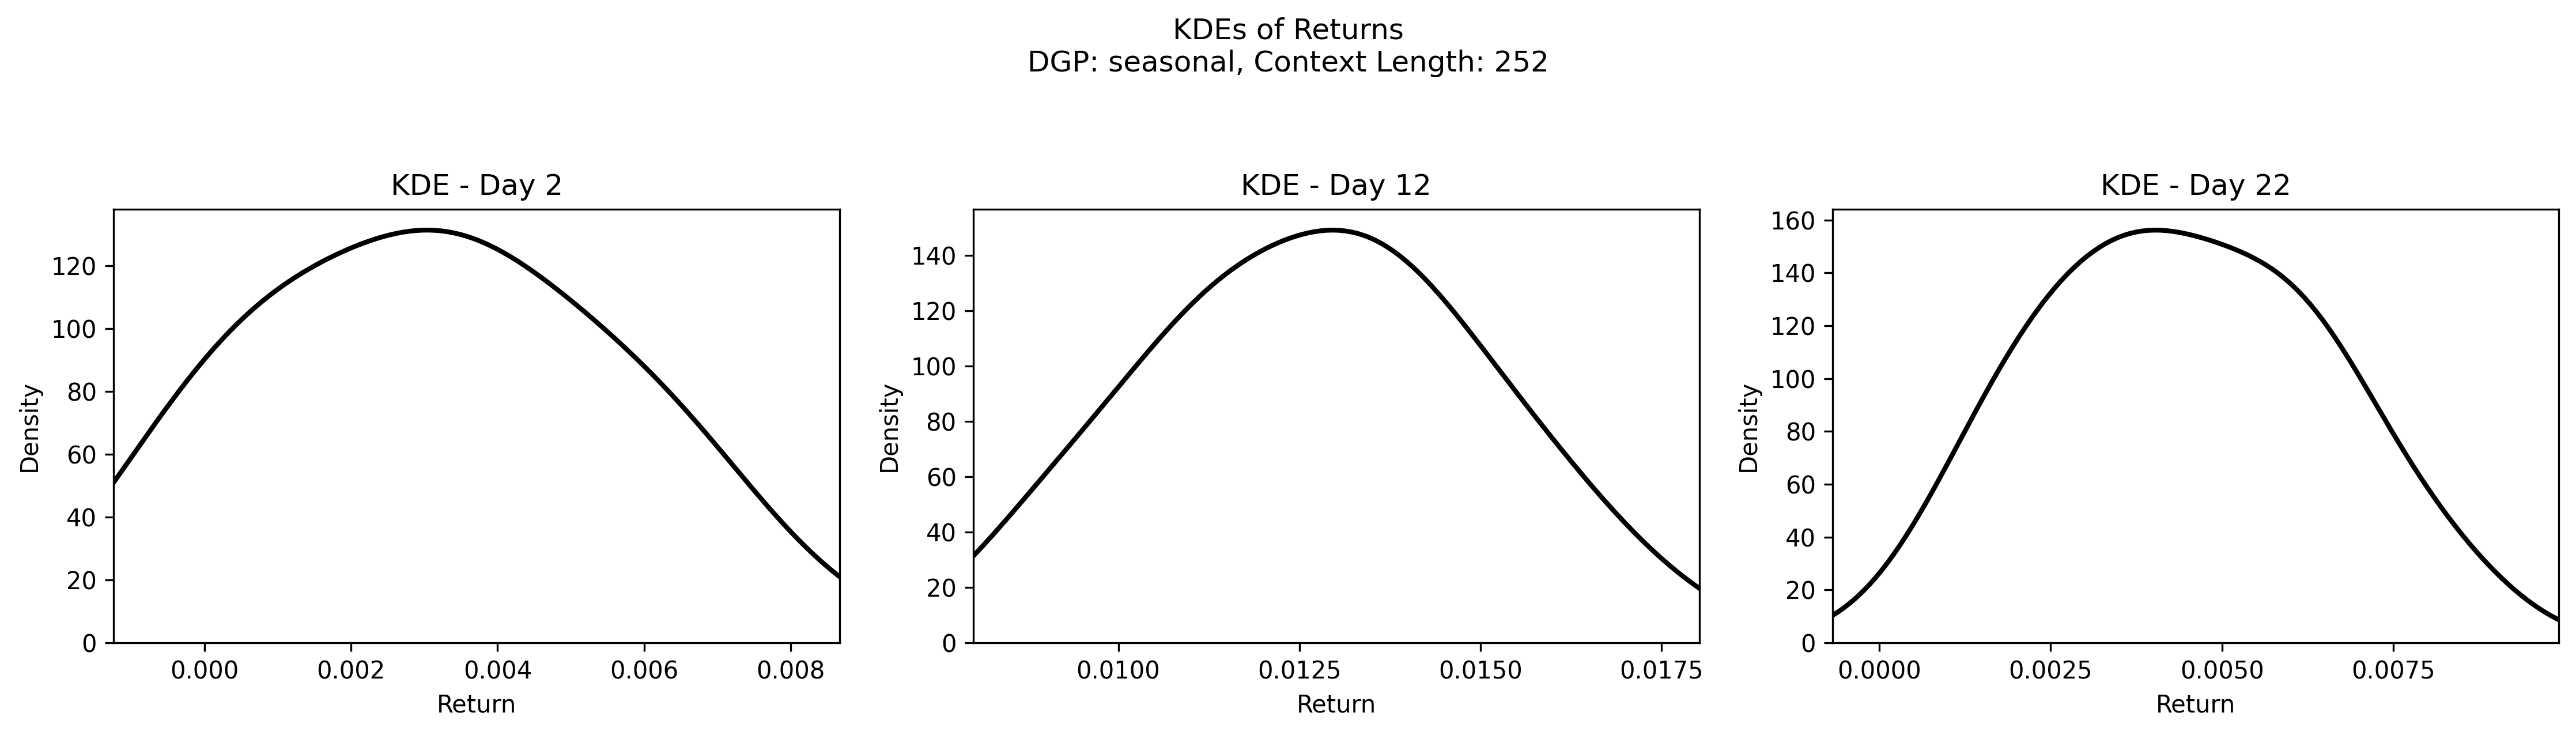 KDEs of Returns
DGP: seasonal, Context Length: 252
KDE - Day 2
Density
120
100
80
60
40
20
0
0.000 0.002 0.004 0.006 0.008
Return
KDE - Day 12
Density
140
120
100
80
60
40
20
0
0.0100 0.0125 0.0150 0.0175
Return
KDE - Day 22
Density
160
140
120
100
80
60
40
20
0
0.0000 0.0025 0.0050 0.0075
Return